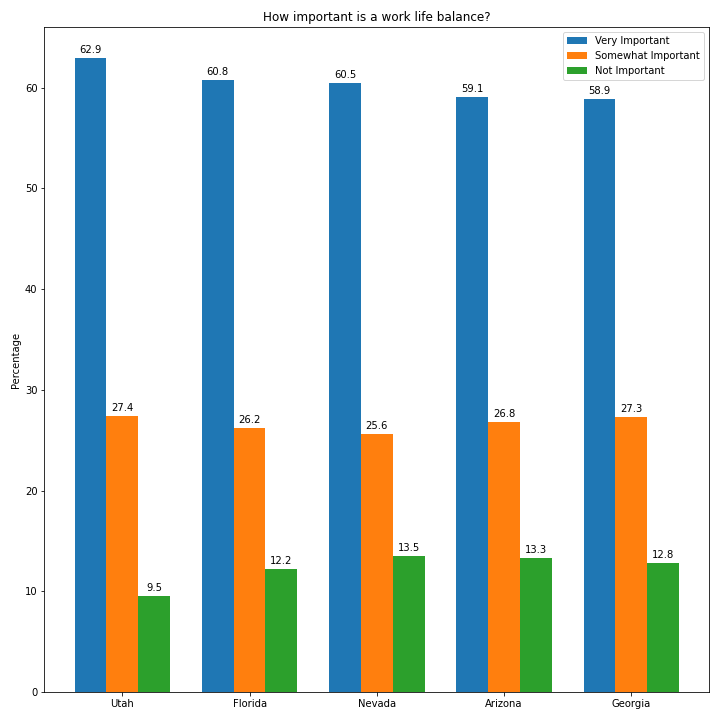 How important is a work life balance?
Very Important
Somewhat Important
Not Important
Percentage
60
50
40
30
20
10
0
62.9
27.4
9.5
60.8
26.2
12.2
60.5
25.6
13.5
59.1
26.8
13.3
58.9
27.3
12.8
Utah
Florida
Nevada
Arizona
Georgia